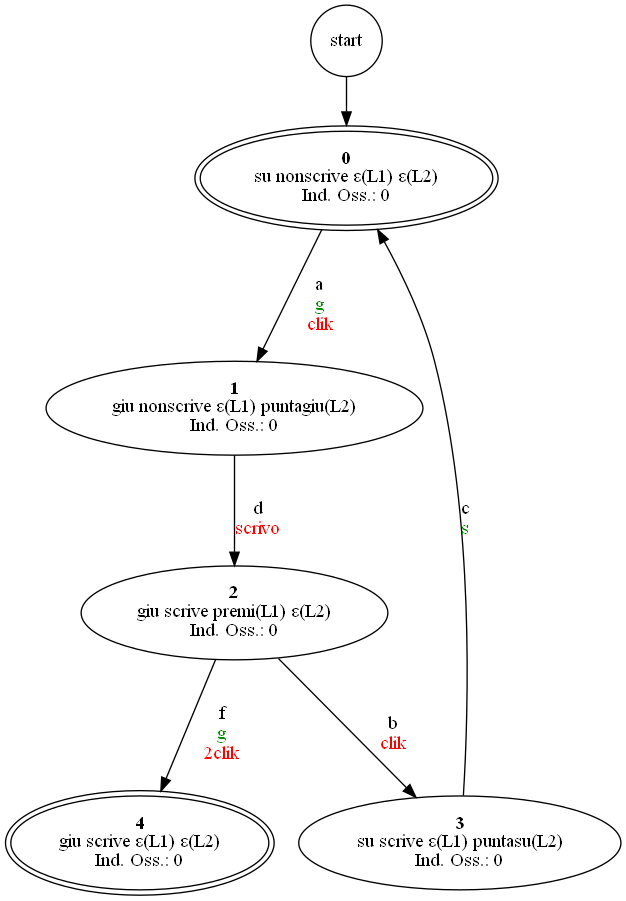 start
0
su nonscrive ε(L1) ε(L2)
Ind. Oss.: 0
a
g
clik
1
giu nonscrive ε(L1) puntagiu(L2)
Ind. Oss.: 0
d
scrivo
c
s
2
giu scrive premi(L1) ε(L2)
Ind. Oss.: 0
f
g
2clik
b
clik
4
giu scrive ε(L1) ε(L2)
Ind. Oss.: 0
3
su scrive ε(L1) puntasu(L2)
Ind. Oss.: 0